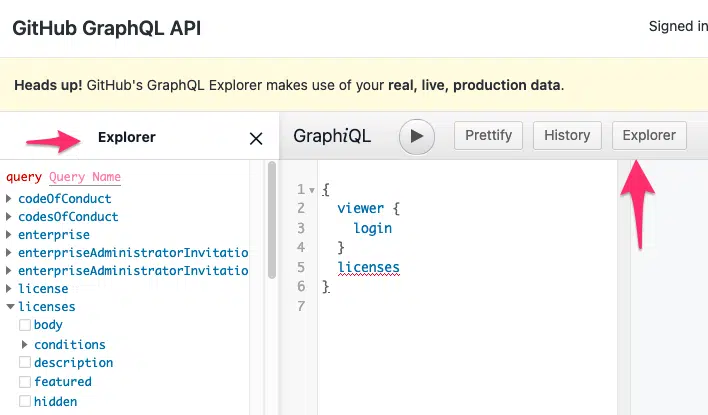 GitHub GraphQL API
Signed in
Heads up! GitHub's GraphQL Explorer makes use of your real, live, production data.
Explorer
GraphiQL
Prettify
History
Explorer
query Query Name
codeOfConduct
codesOfConduct
enterprise
enterpriseAdministratorInvitatio
enterpriseAdministratorInvitatio
license
licenses
body
conditions
description
featured
hidden
1 {
2 viewer {
3 login
4 }
5 licenses
6 }
7